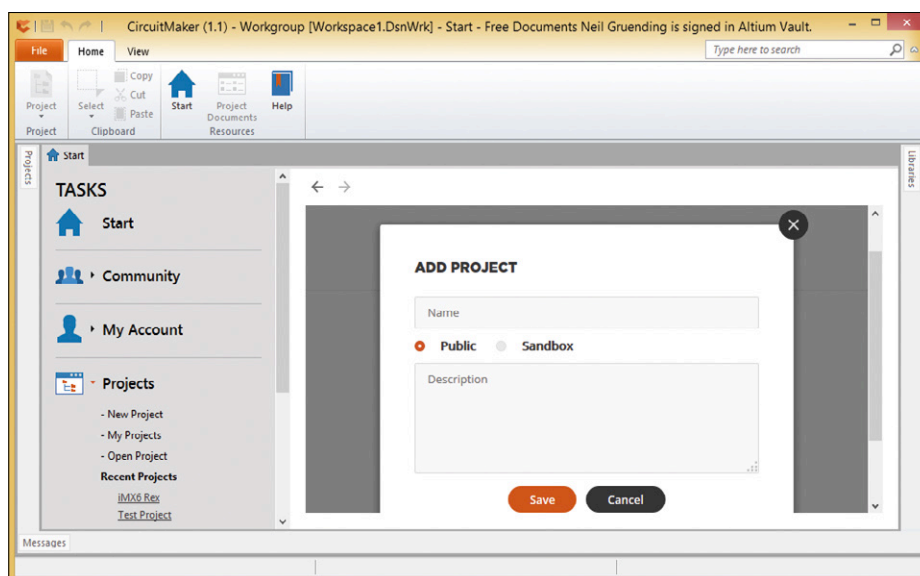 CircuitMaker (1.1) - Workgroup [Workspace1.DsnWrk] - Start - Free Documents Neil Gruending is signed in Altium Vault.
File Home View
Type here to search
Project
Select
Copy
Cut
Paste
Start
Project Documents
Help
Project Clipboard Resources
Projects
Start
Libraries
TASKS
Start
Community
My Account
Projects
- New Project
- My Projects
- Open Project
Recent Projects
iMX6 Rex
Test Project
ADD PROJECT
Name
Public Sandbox
Description
Save Cancel
Messages